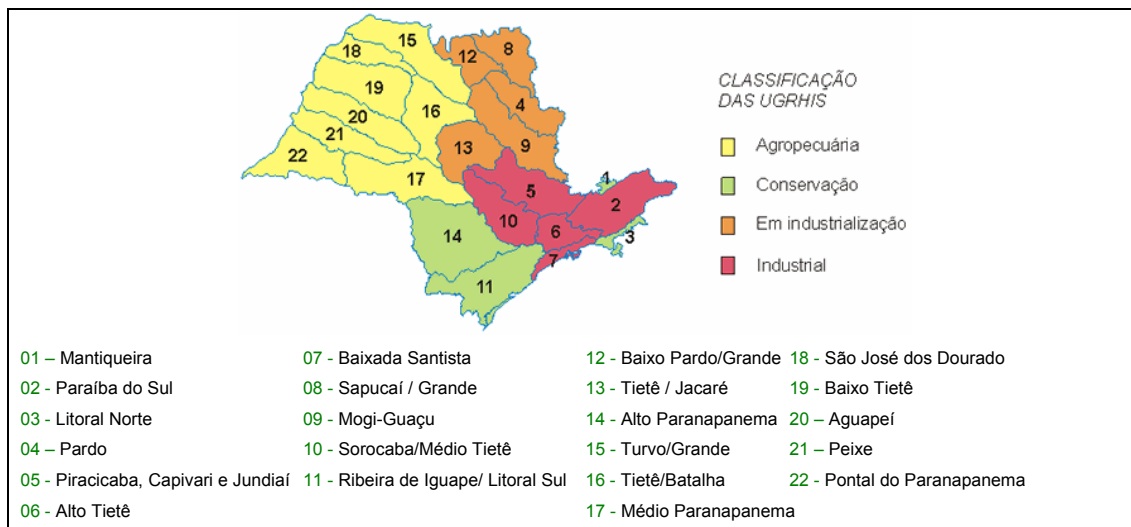 15
18
12
8
19
16
4
20
21
13
9
22
17
5
1
2
10
6
3
14
7
11
CLASSIFICAÇÃO
DAS UGRHIS
Agropecuária
Conservação
Em industrialização
Industrial
01 – Mantiqueira
02 - Paraíba do Sul
03 - Litoral Norte
04 – Pardo
05 - Piracicaba, Capivari e Jundiaí
06 - Alto Tietê
07 - Baixada Santista
08 - Sapucaí / Grande
09 - Mogi-Guaçu
10 - Sorocaba/Médio Tietê
11 - Ribeira de Iguape/ Litoral Sul
12 - Baixo Pardo/Grande
13 - Tietê / Jacaré
14 - Alto Paranapanema
15 - Turvo/Grande
16 - Tietê/Batalha
17 - Médio Paranapanema
18 - São José dos Dourado
19 - Baixo Tietê
20 – Aguapeí
21 – Peixe
22 - Pontal do Paranapanema